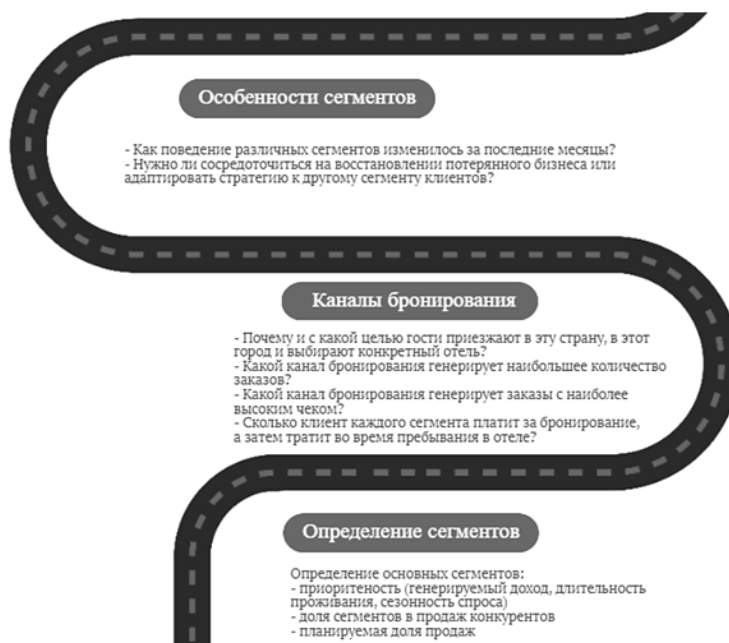 Особенности сегментов
- Как поведение различных сегментов изменилось за последние месяцы?
- Нужно ли сосредоточиться на восстановлении потерянного бизнеса или
адаптировать стратегию к другому сегменту клиентов?
Каналы бронирования
- Почему и с какой целью гости приезжают в эту страну, в этот
город и выбирают конкретный отель?
- Какой канал бронирования генерирует наибольшее количество
заказов?
- Какой канал бронирования генерирует заказы с наиболее
высоким чеком?
- Сколько клиент каждого сегмента платит за бронирование,
а затем тратит во время пребывания в отеле?
Определение сегментов
Определение основных сегментов:
- приоритеность (генерируемый доход, длительность
проживания, сезонность спроса)
- доля сегментов в продаж конкурентов
- планируемая доля продаж